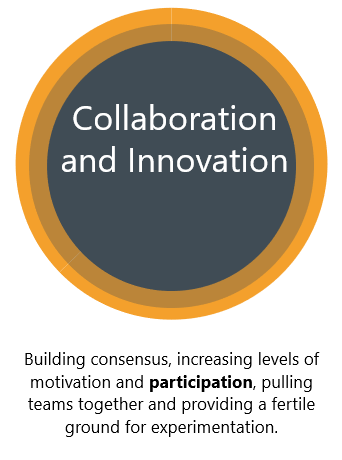 Collaboration
and Innovation
Building consensus, increasing levels of
motivation and participation, pulling
teams together and providing a fertile
ground for experimentation.